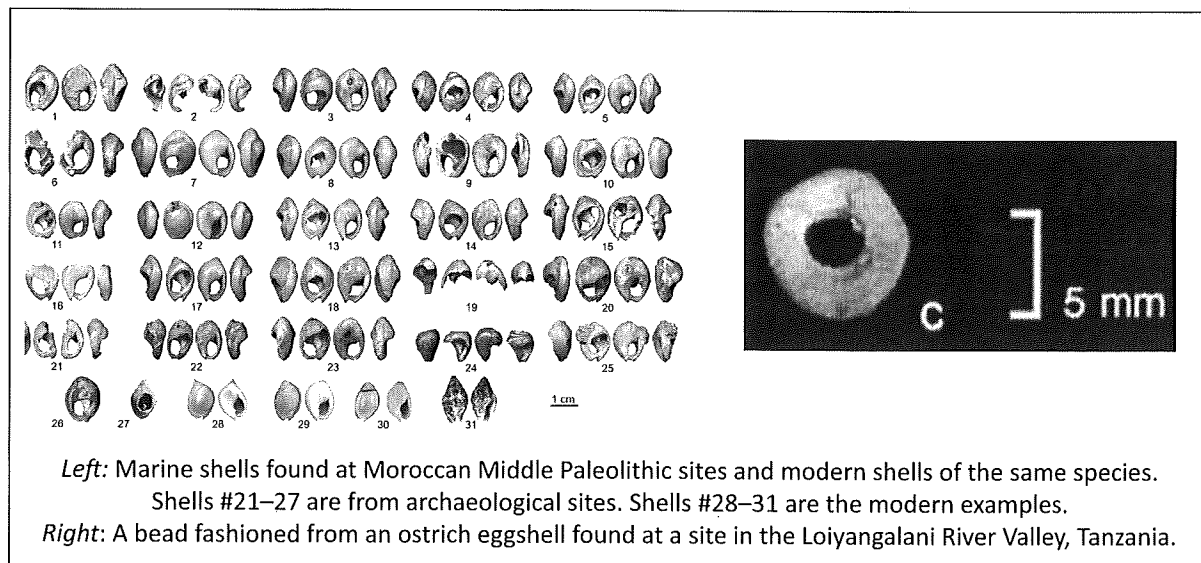 1 2 3 4 5
6 7 8 9 10
11 12 13 14 15
16 17 18 19 20
21 22 23 24 25
26 27 28 29 30 31 1 cm
C 5 mm
Left: Marine shells found at Moroccan Middle Paleolithic sites and modern shells of the same species.
Shells #21–27 are from archaeological sites. Shells #28–31 are the modern examples.
Right: A bead fashioned from an ostrich eggshell found at a site in the Loiyangalani River Valley, Tanzania.